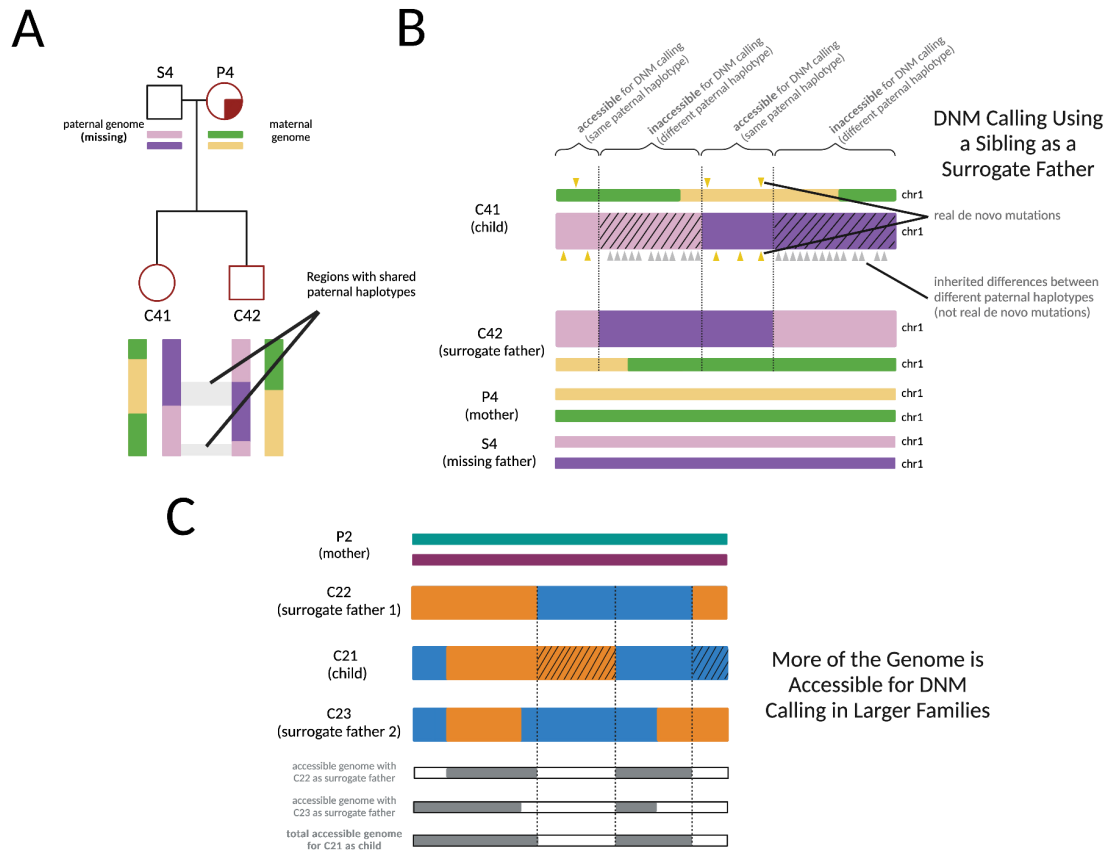 A
S4
P4
paternal genome
(missing)
maternal
genome
C41
C42
Regions with shared
paternal haplotypes
B
accessible for DNM calling
(same paternal haplotype)
inaccessible for DNM calling
(different paternal haplotype)
accessible for DNM calling
(same paternal haplotype)
inaccessible for DNM calling
(different paternal haplotype)
DNM Calling Using
a Sibling as a
Surrogate Father
C41
(child)
chr1
chr1
real de novo mutations
inherited differences between
different paternal haplotypes
(not real de novo mutations)
C42
(surrogate father)
chr1
chr1
P4
(mother)
chr1
chr1
S4
(missing father)
chr1
chr1
C
P2
(mother)
C22
(surrogate father 1)
C21
(child)
C23
(surrogate father 2)
More of the Genome is
Accessible for DNM
Calling in Larger Families
accessible genome with
C22 as surrogate father
accessible genome with
C23 as surrogate father
total accessible genome
for C21 as child